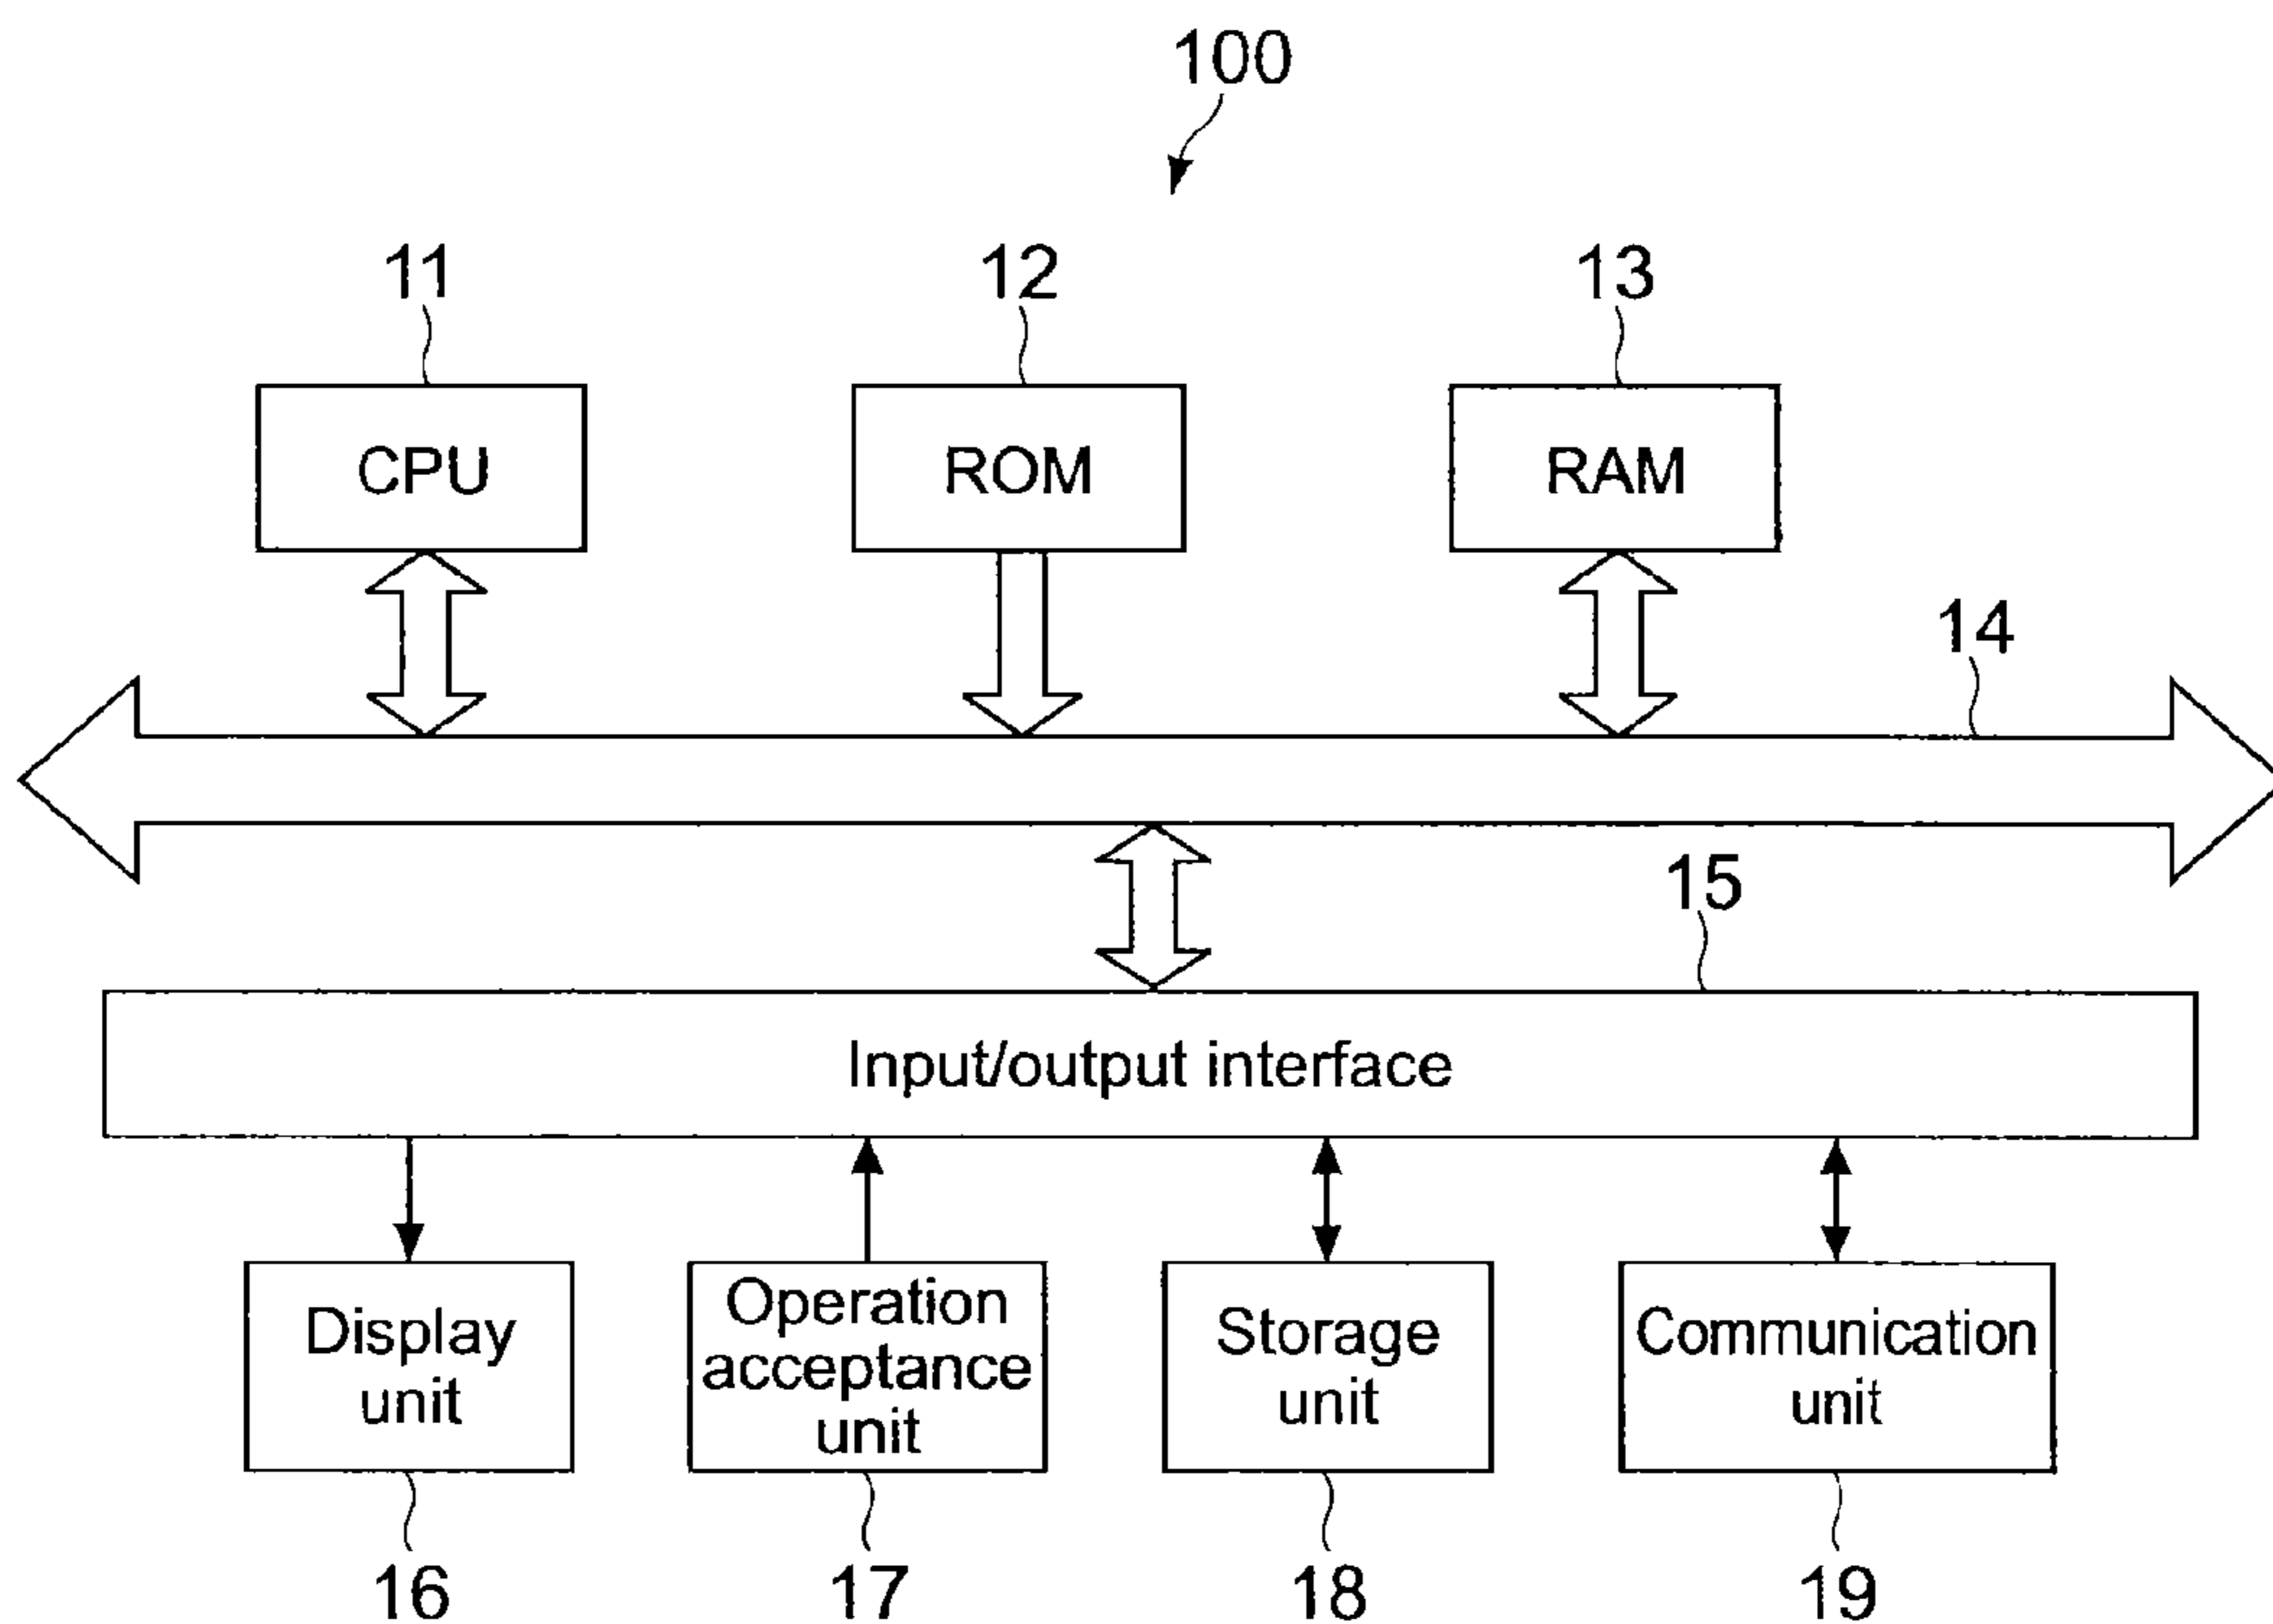 100
11
12
13
CPU
ROM
RAM
14
15
Input/output interface
Display
unit
Operation
acceptance
unit
Storage
unit
Communication
unit
16
17
18
19